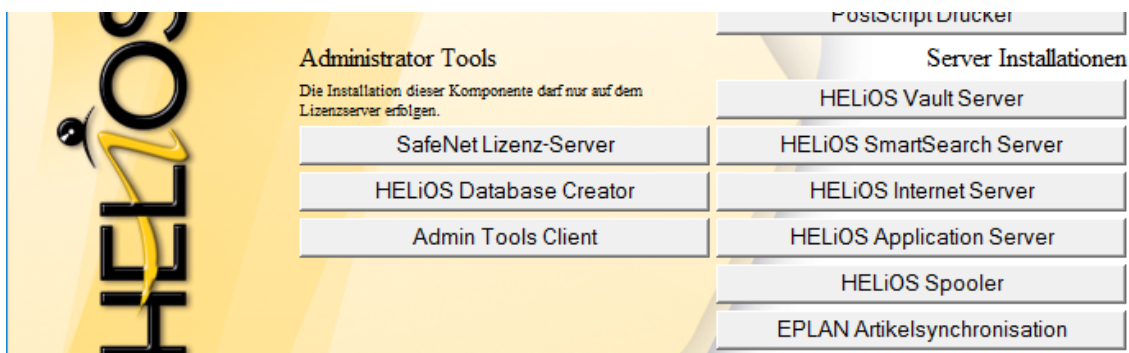 HELiOS
PostScript Drucker
Administrator Tools
Server Installationen
Die Installation dieser Komponente darf nur auf dem
Lizenzserver erfolgen.
HELiOS Vault Server
SafeNet Lizenz-Server
HELiOS SmartSearch Server
HELiOS Database Creator
HELiOS Internet Server
Admin Tools Client
HELiOS Application Server
HELiOS Spooler
EPLAN Artikelsynchronisation